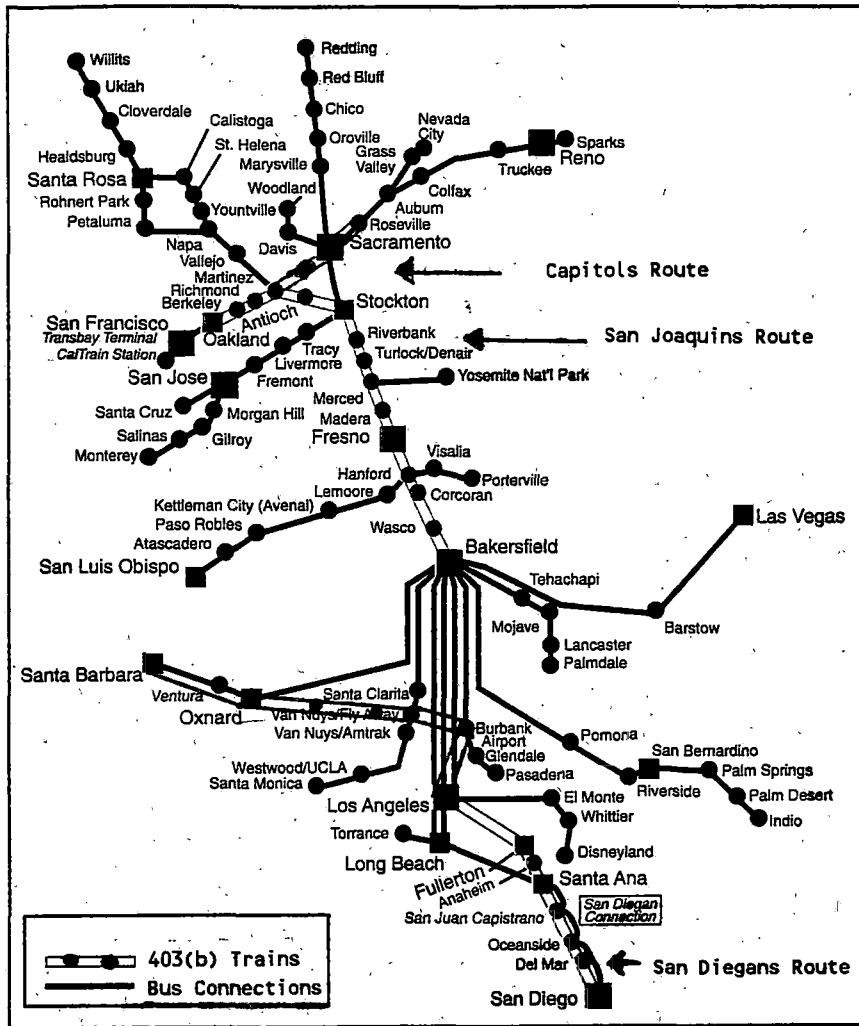 Willits
Ukiah
Cloverdale
Healdsburg
Santa Rosa
Rohnert Park
Petaluma
Calistoga
St. Helena
Yountville
Napa
Vallejo
Martinez
Richmond
Berkeley
Antioch
Oakland
San Francisco
Transbay Terminal
CalTrain Station
Redding
Red Bluff
Chico
Oroville
Marysville
Woodland
Davis
Nevada
City
Grass
Valley
Colfax
Auburn
Roseville
Sacramento
Truckee
Sparks
Reno
Capitols Route
Stockton
San Joaquins Route
Riverbank
Turlock/Denair
Yosemite Nat'l Park
Tracy
Livermore
Fremont
San Jose
Santa Cruz
Morgan Hill
Gilroy
Salinas
Monterey
Merced
Madera
Fresno
Visalia
Hanford
Porterville
Lemoore
Corcoran
Kettleman City (Avenal)
Paso Robles
Atascadero
San Luis Obispo
Wasco
Bakersfield
Las Vegas
Tehachapi
Mojave
Barstow
Lancaster
Palmdale
Santa Barbara
Ventura
Oxnard
Santa Clarita
Van Nuys/Fly Away
Van Nuys/Amtrak
Burbank
Airport
Glendale
Pasadena
Westwood/UCLA
Santa Monica
Pomona
San Bernardino
Riverside
Palm Springs
Palm Desert
Indio
Los Angeles
El Monte
Whittier
Disneyland
Torrance
Long Beach
Fullerton
Anaheim
Santa Ana
San Juan Capistrano
San Diegan
Connection
Oceanside
Del Mar
San Diegans Route
San Diego
403(b) Trains
Bus Connections